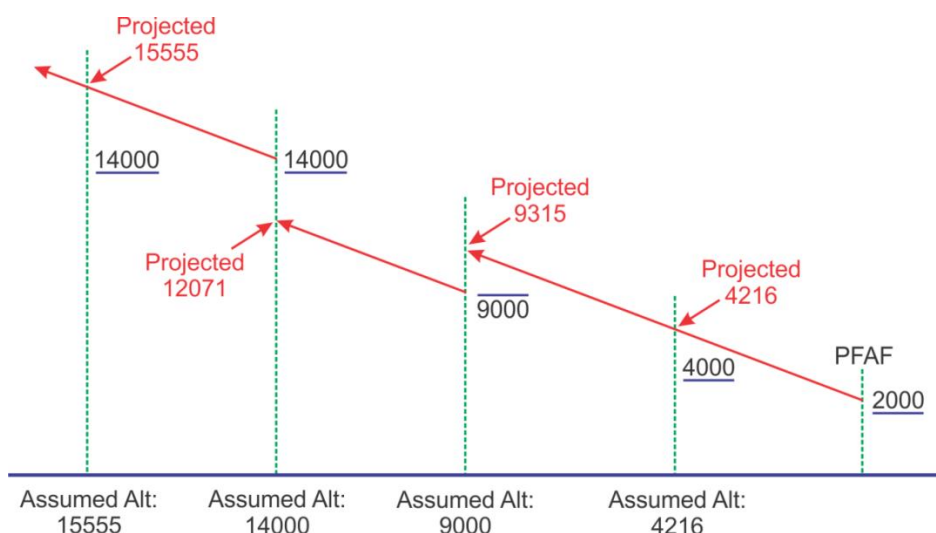 Projected
15555
14000
14000
Projected
9315
Projected
12071
9000
Projected
4216
4000
PFAF
2000
Assumed Alt:
15555
Assumed Alt:
14000
Assumed Alt:
9000
Assumed Alt:
4216